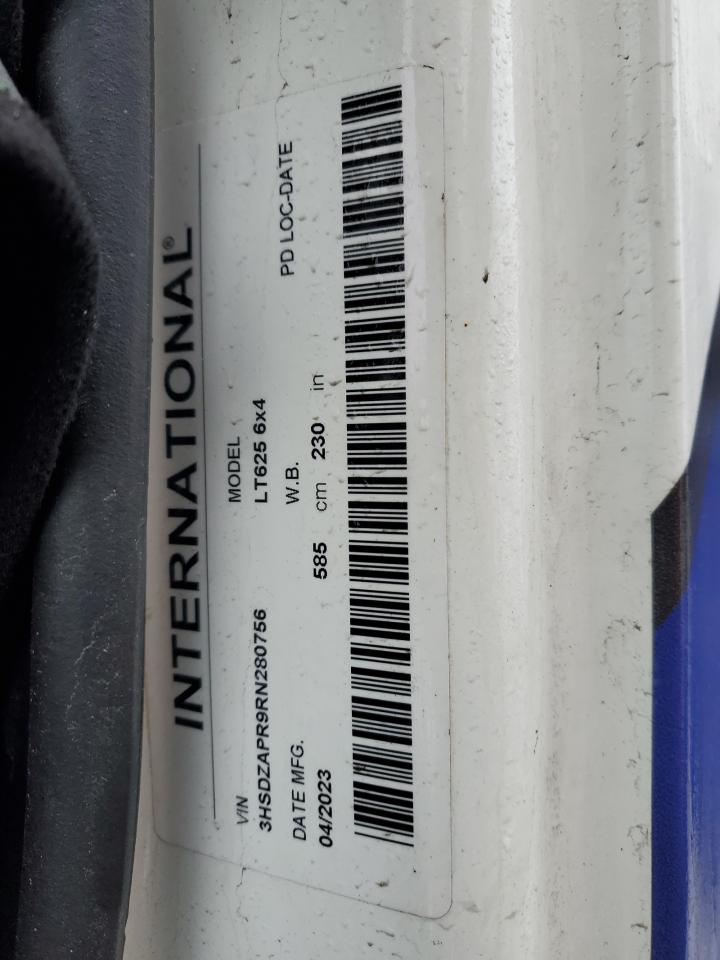 INTERNATIONAL®
VIN
3HSDZAPR9RN280756
MODEL
LT625 6x4
DATE MFG.
04/2023
W.B.
585 cm 230 in
PD LOC-DATE